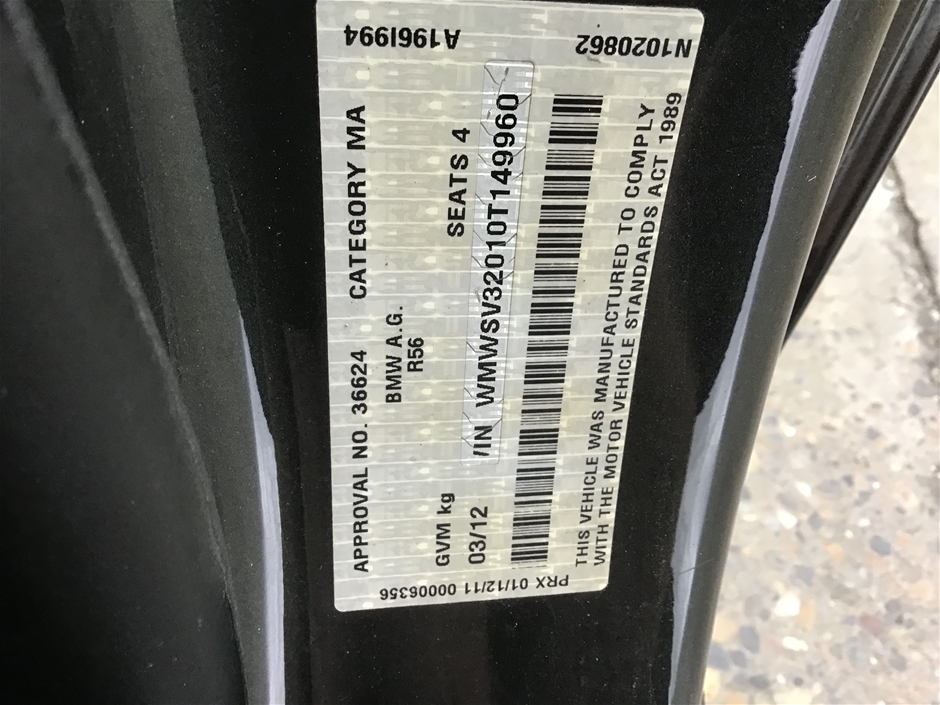 APPROVAL NO. 36624 CATEGORY MA
BMW A.G.
R56
GVM kg SEATS 4
03/12 VIN WMWSV32010T149960
THIS VEHICLE WAS MANUFACTURED TO COMPLY
WITH THE MOTOR VEHICLE STANDARDS ACT 1989
PRX 01/12/11 00006356
A196I994
N1020862